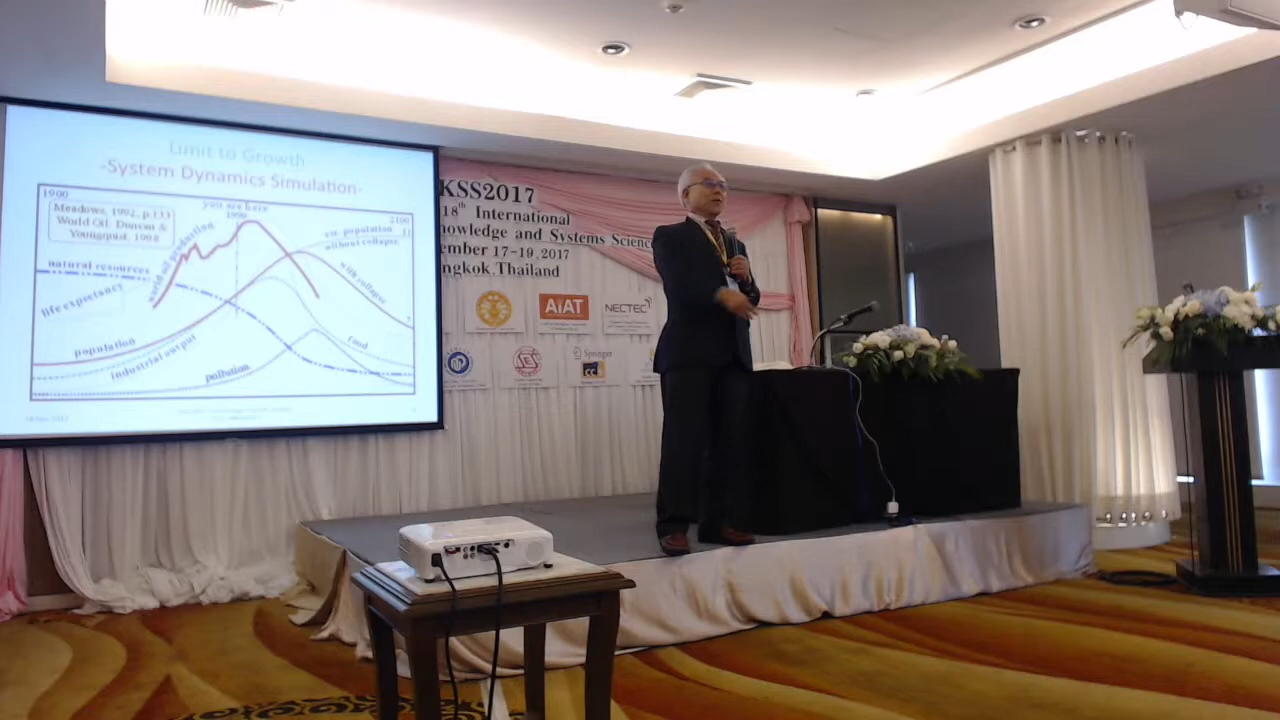 Limit to Growth
-System Dynamics Simulation-
1900
you are here
1990
2100
Meadows, 1992, p.133
World Oil: Duncan &
Youngquist, 1998
world oil production
est. population
without collapse
natural resources
life expectancy
with collapse
?
population
industrial output
food
pollution
KSS2017
18th International
nowledge and Systems Scienc
ember 17-19, 2017
ngkok, Thailand
AiAT
NECTEC
Springer